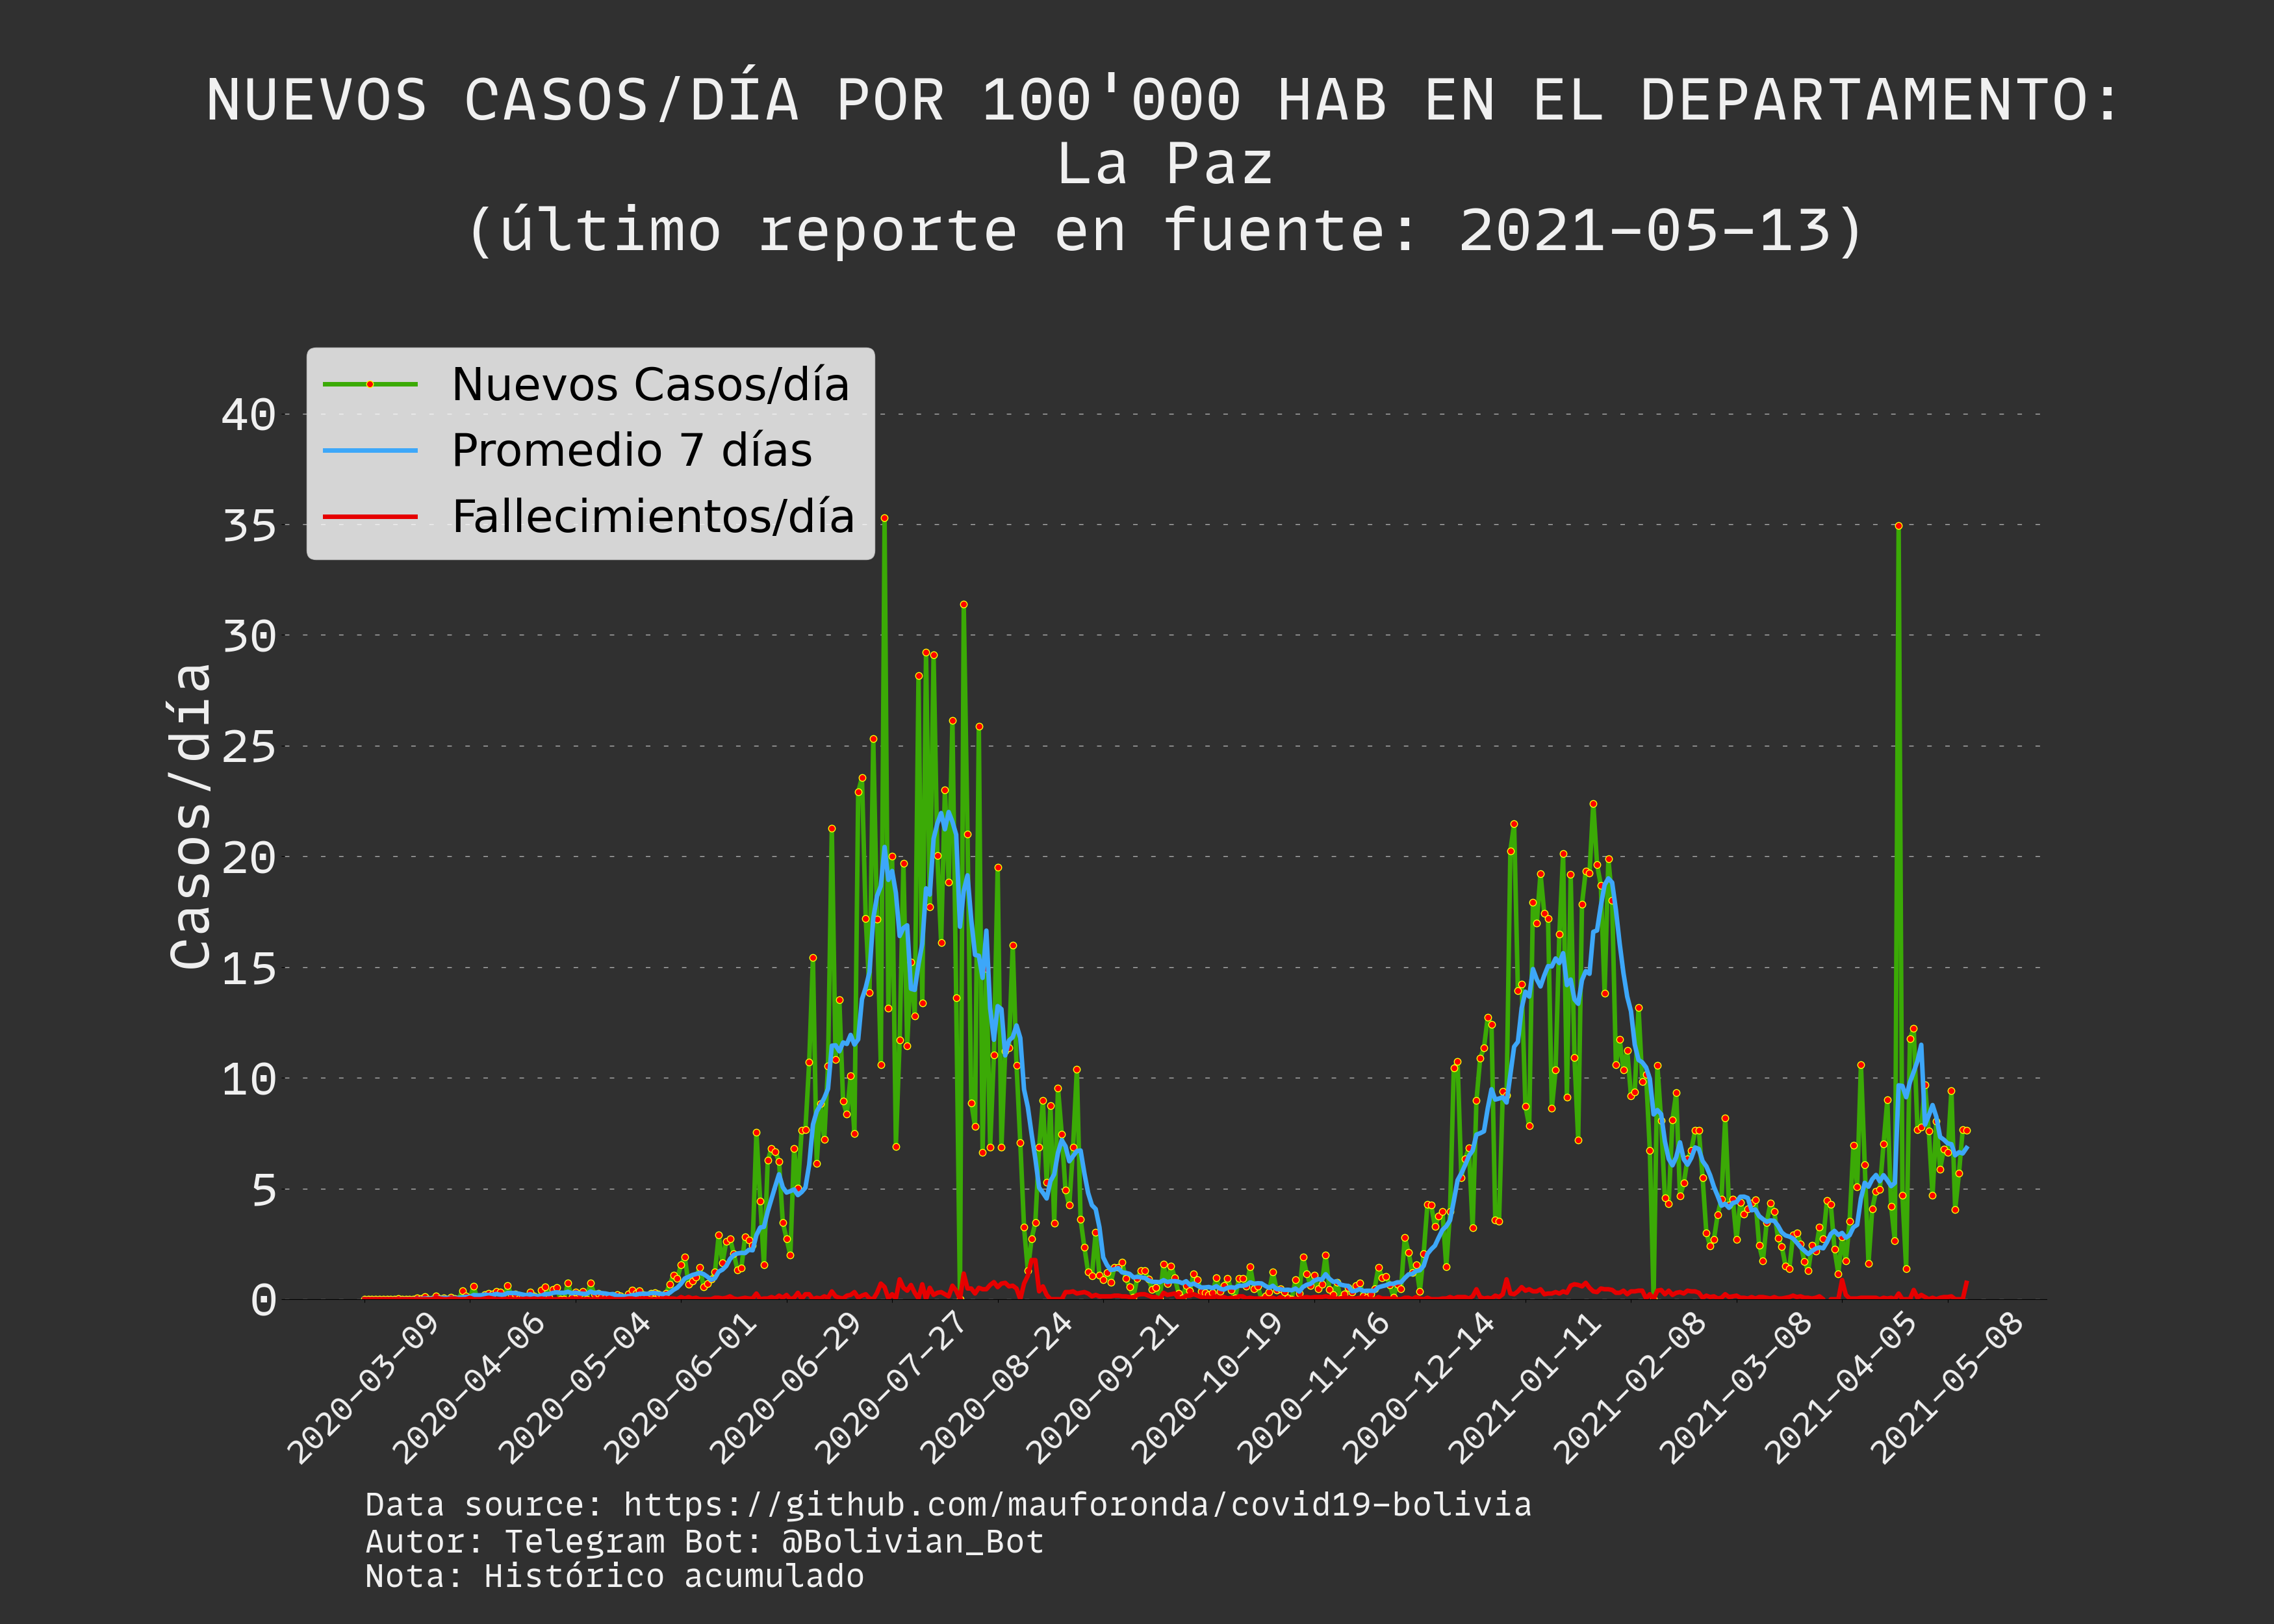 NUEVOS CASOS/DÍA POR 100'000 HAB EN EL DEPARTAMENTO:
La Paz
(último reporte en fuente: 2021-05-13)
Nuevos Casos/día
Promedio 7 días
Fallecimientos/día
Casos/día
40
35
30
25
20
15
10
5
0
2020-03-09
2020-04-06
2020-05-04
2020-06-01
2020-06-29
2020-07-27
2020-08-24
2020-09-21
2020-10-19
2020-11-16
2020-12-14
2021-01-11
2021-02-08
2021-03-08
2021-04-05
2021-05-08
Data source: https://github.com/mauforonda/covid19-bolivia
Autor: Telegram Bot: @Bolivian_Bot
Nota: Histórico acumulado